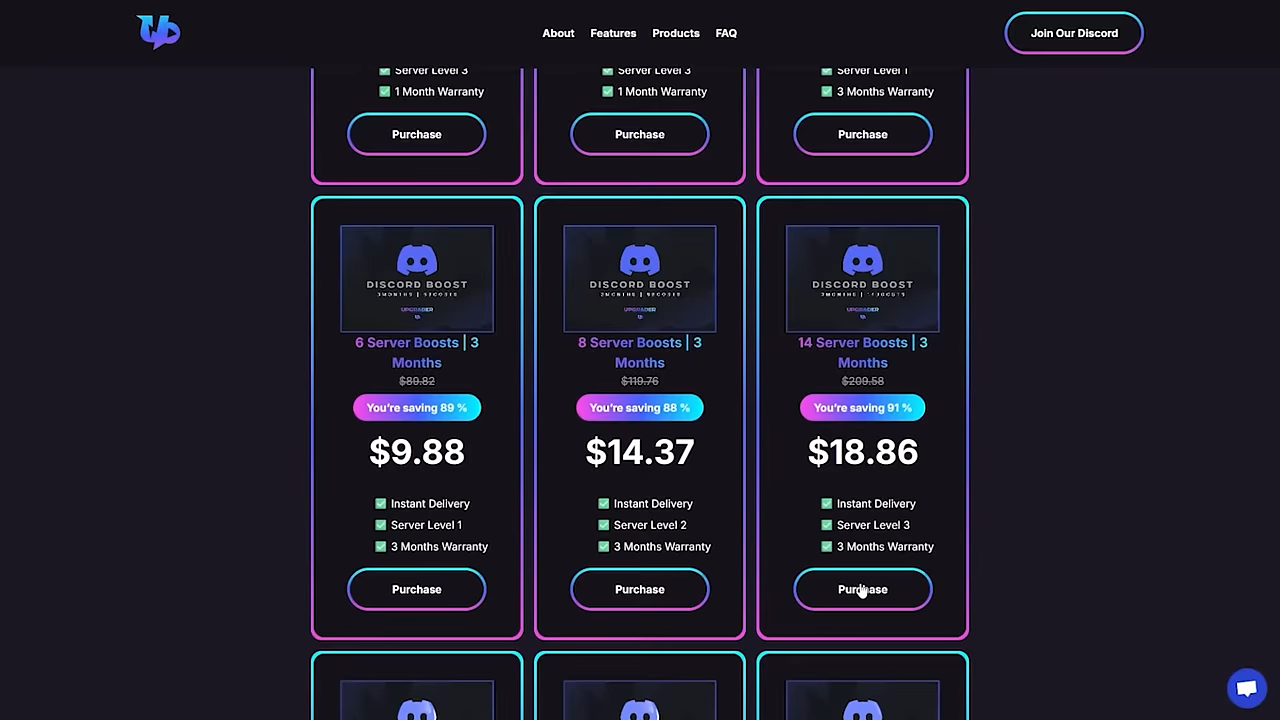 About Features Products FAQ Join Our Discord
Server Level 3 Server Level 3 Server Level 1
1 Month Warranty 1 Month Warranty 3 Months Warranty
Purchase Purchase Purchase
DISCORD BOOST DISCORD BOOST DISCORD BOOST
UPGRADER UPGRADER UPGRADER
6 Server Boosts | 3 8 Server Boosts | 3 14 Server Boosts | 3
Months Months Months
$89.82 $119.76 $209.58
You're saving 89 % You're saving 88 % You're saving 91 %
$9.88 $14.37 $18.86
Instant Delivery Instant Delivery Instant Delivery
Server Level 1 Server Level 2 Server Level 3
3 Months Warranty 3 Months Warranty 3 Months Warranty
Purchase Purchase Purchase